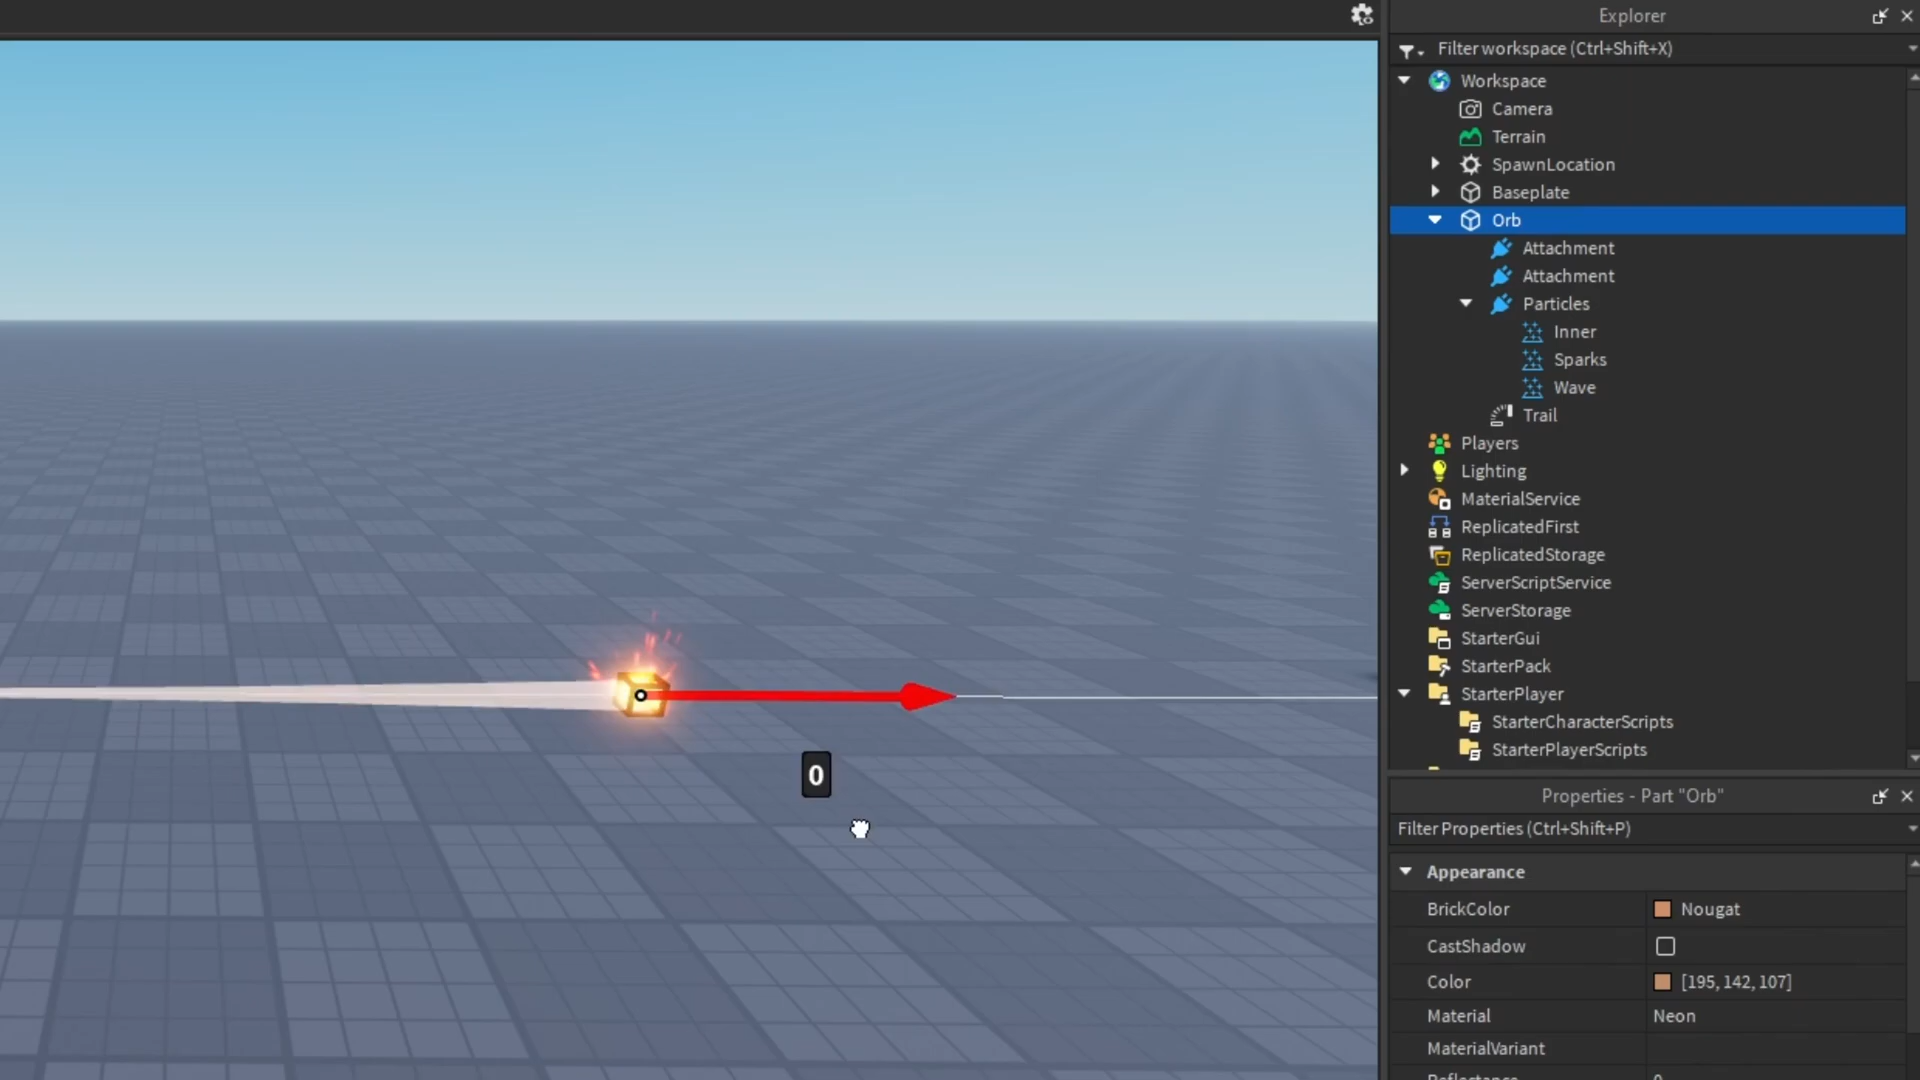 Explorer
Filter workspace (Ctrl+Shift+X)
Workspace
Camera
Terrain
SpawnLocation
Baseplate
Orb
Attachment
Attachment
Particles
Inner
Sparks
Wave
Trail
Players
Lighting
MaterialService
ReplicatedFirst
ReplicatedStorage
ServerScriptService
ServerStorage
StarterGui
StarterPack
StarterPlayer
StarterCharacterScripts
StarterPlayerScripts
0
Properties - Part "Orb"
Filter Properties (Ctrl+Shift+P)
Appearance
BrickColor Nougat
CastShadow
Color [195, 142, 107]
Material Neon
MaterialVariant